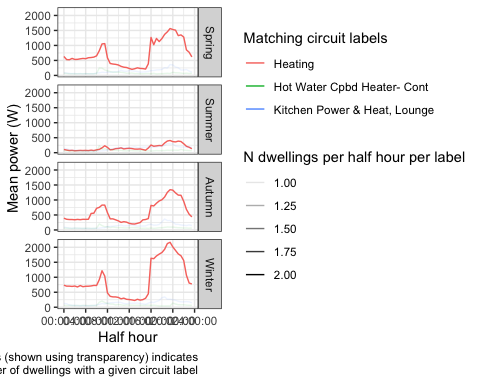 Mean power (W)
2000
1500
1000
500
0
Spring
2000
1500
1000
500
0
Summer
2000
1500
1000
500
0
Autumn
2000
1500
1000
500
0
Winter
Half hour
(shown using transparency) indicates
of dwellings with a given circuit label
Matching circuit labels
Heating
Hot Water Cpbd Heater- Cont
Kitchen Power & Heat, Lounge
N dwellings per half hour per label
1.00
1.25
1.50
1.75
2.00